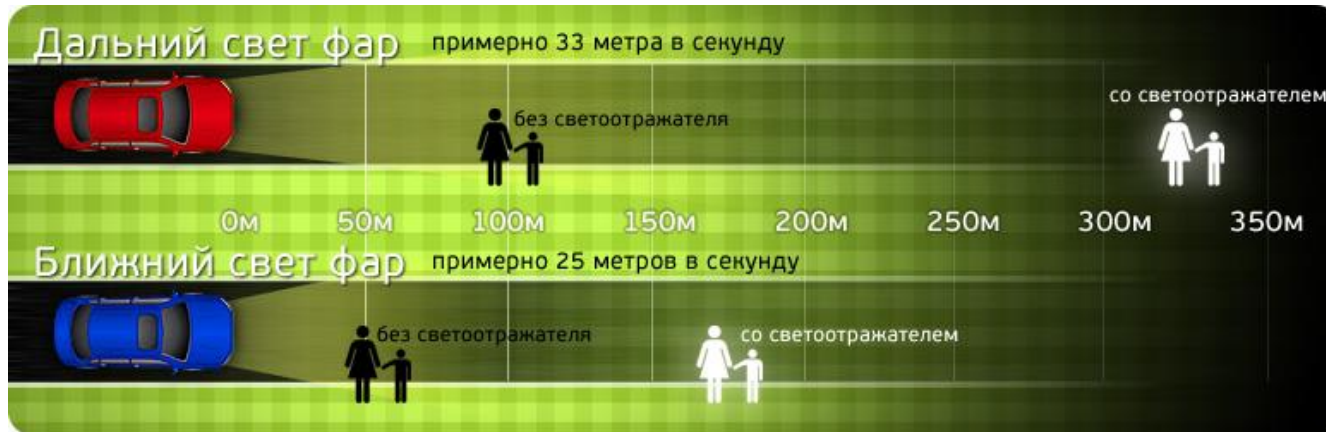 Дальний свет фар примерно 33 метра в секунду
со светоотражателем
без светоотражателя
0м 50м 100м 150м 200м 250м 300м 350м
Ближний свет фар примерно 25 метров в секунду
без светоотражателя со светоотражателем